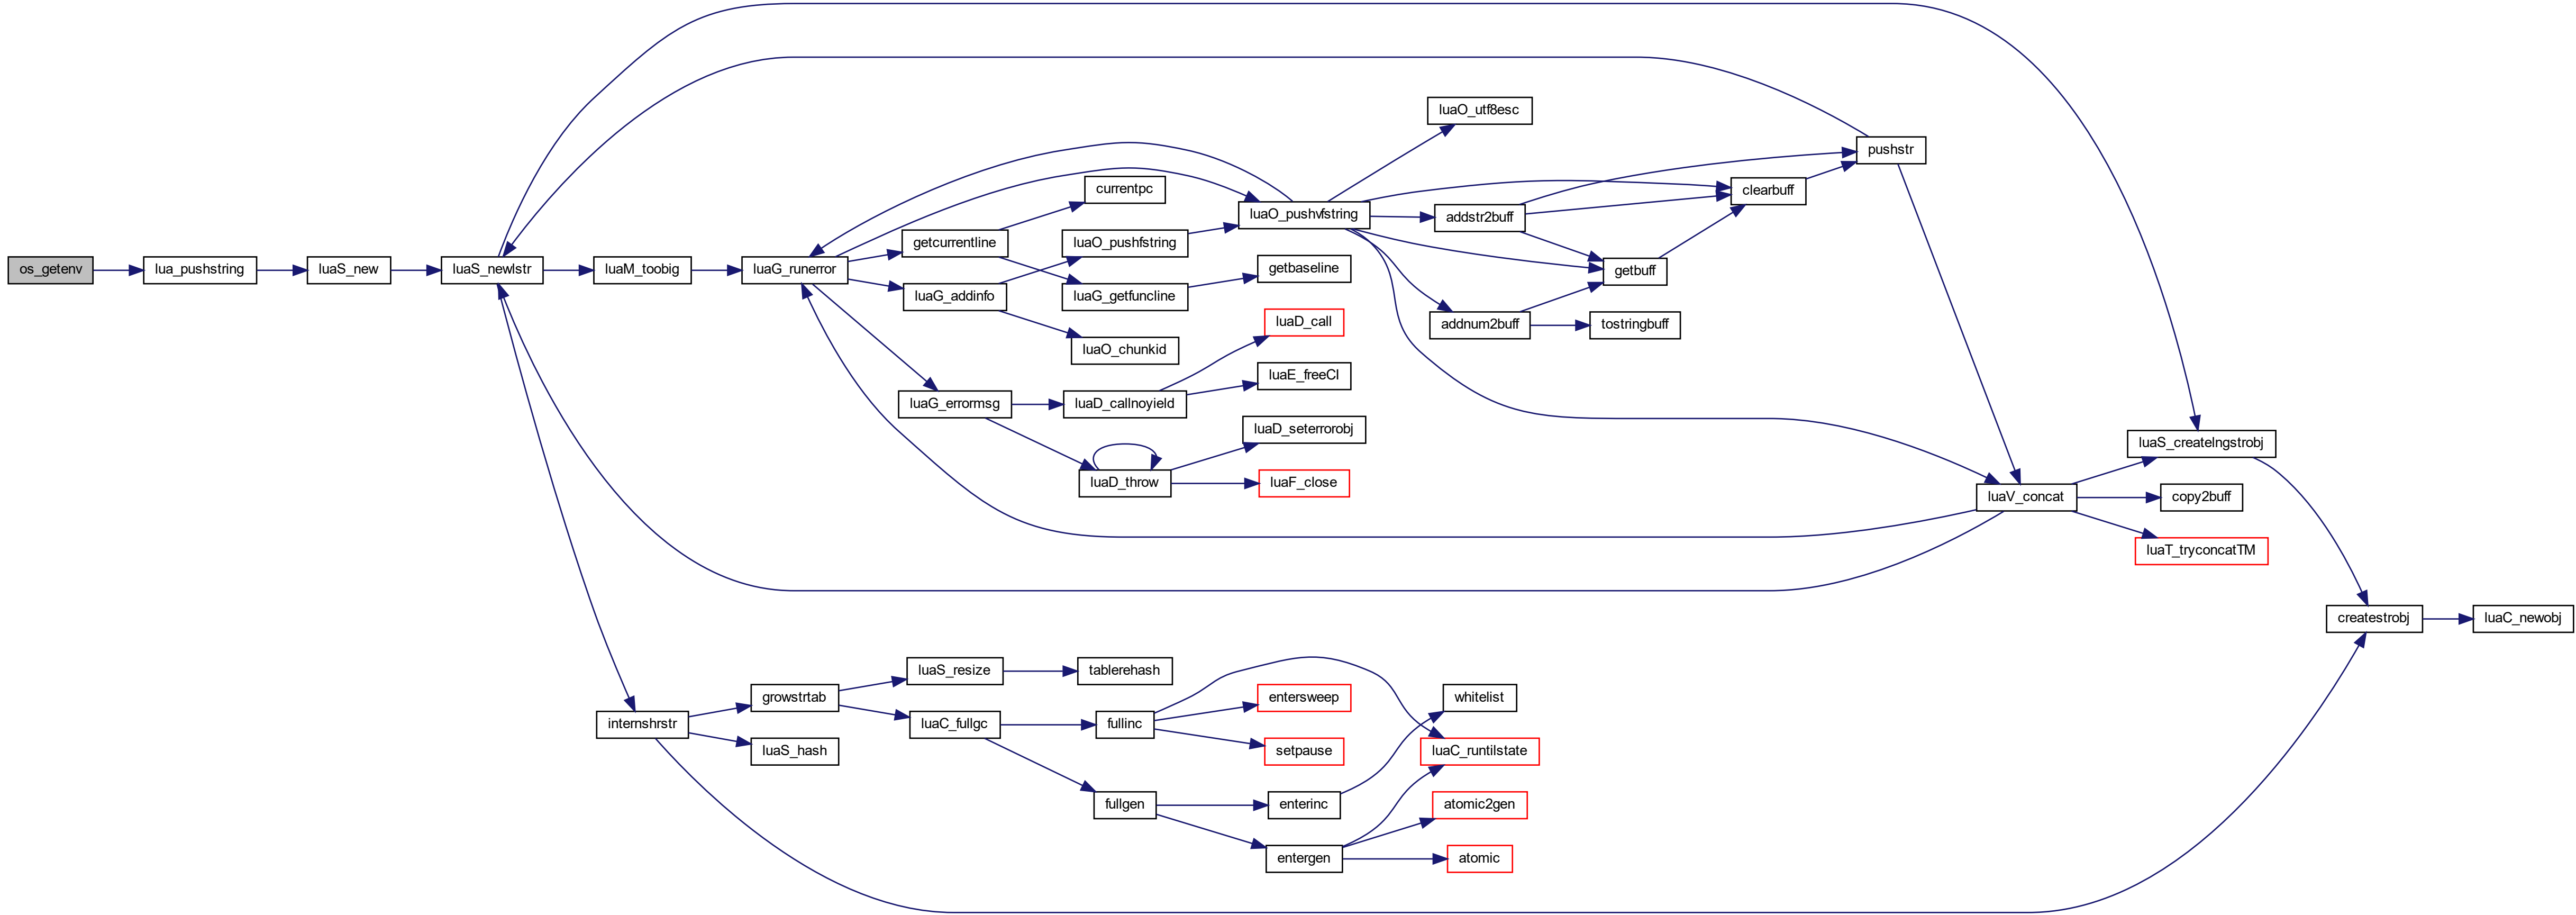 os_getenv
lua_pushstring
luaS_new
luaS_newlstr
luaM_toobig
luaG_runerror
getcurrentline
currentpc
luaG_getfuncline
getbaseline
luaG_addinfo
luaO_pushfstring
luaO_chunkid
luaO_pushvfstring
luaO_utf8esc
addstr2buff
clearbuff
pushstr
getbuff
addnum2buff
tostringbuff
luaG_errormsg
luaD_callnoyield
luaD_call
luaE_freeCI
luaD_throw
luaD_seterrorobj
luaF_close
luaV_concat
luaS_createlngstrobj
copy2buff
luaT_tryconcatTM
createstrobj
luaC_newobj
internshrstr
growstrtab
luaS_resize
tablerehash
luaS_hash
luaC_fullgc
fullinc
entersweep
setpause
luaC_runtilstate
fullgen
enterinc
whitelist
entergen
atomic2gen
atomic